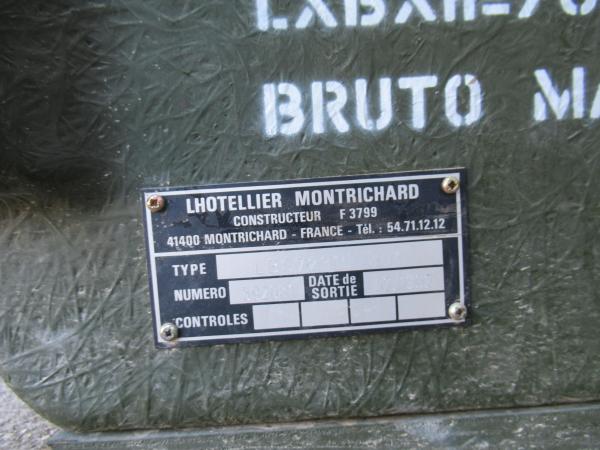 BRUTO
LHOTELLIER MONTRICHARD
CONSTRUCTEUR F 3799
41400 MONTRICHARD - FRANCE - Tél. : 54.71.12.12
TYPE
NUMERO DATE de SORTIE
CONTROLES